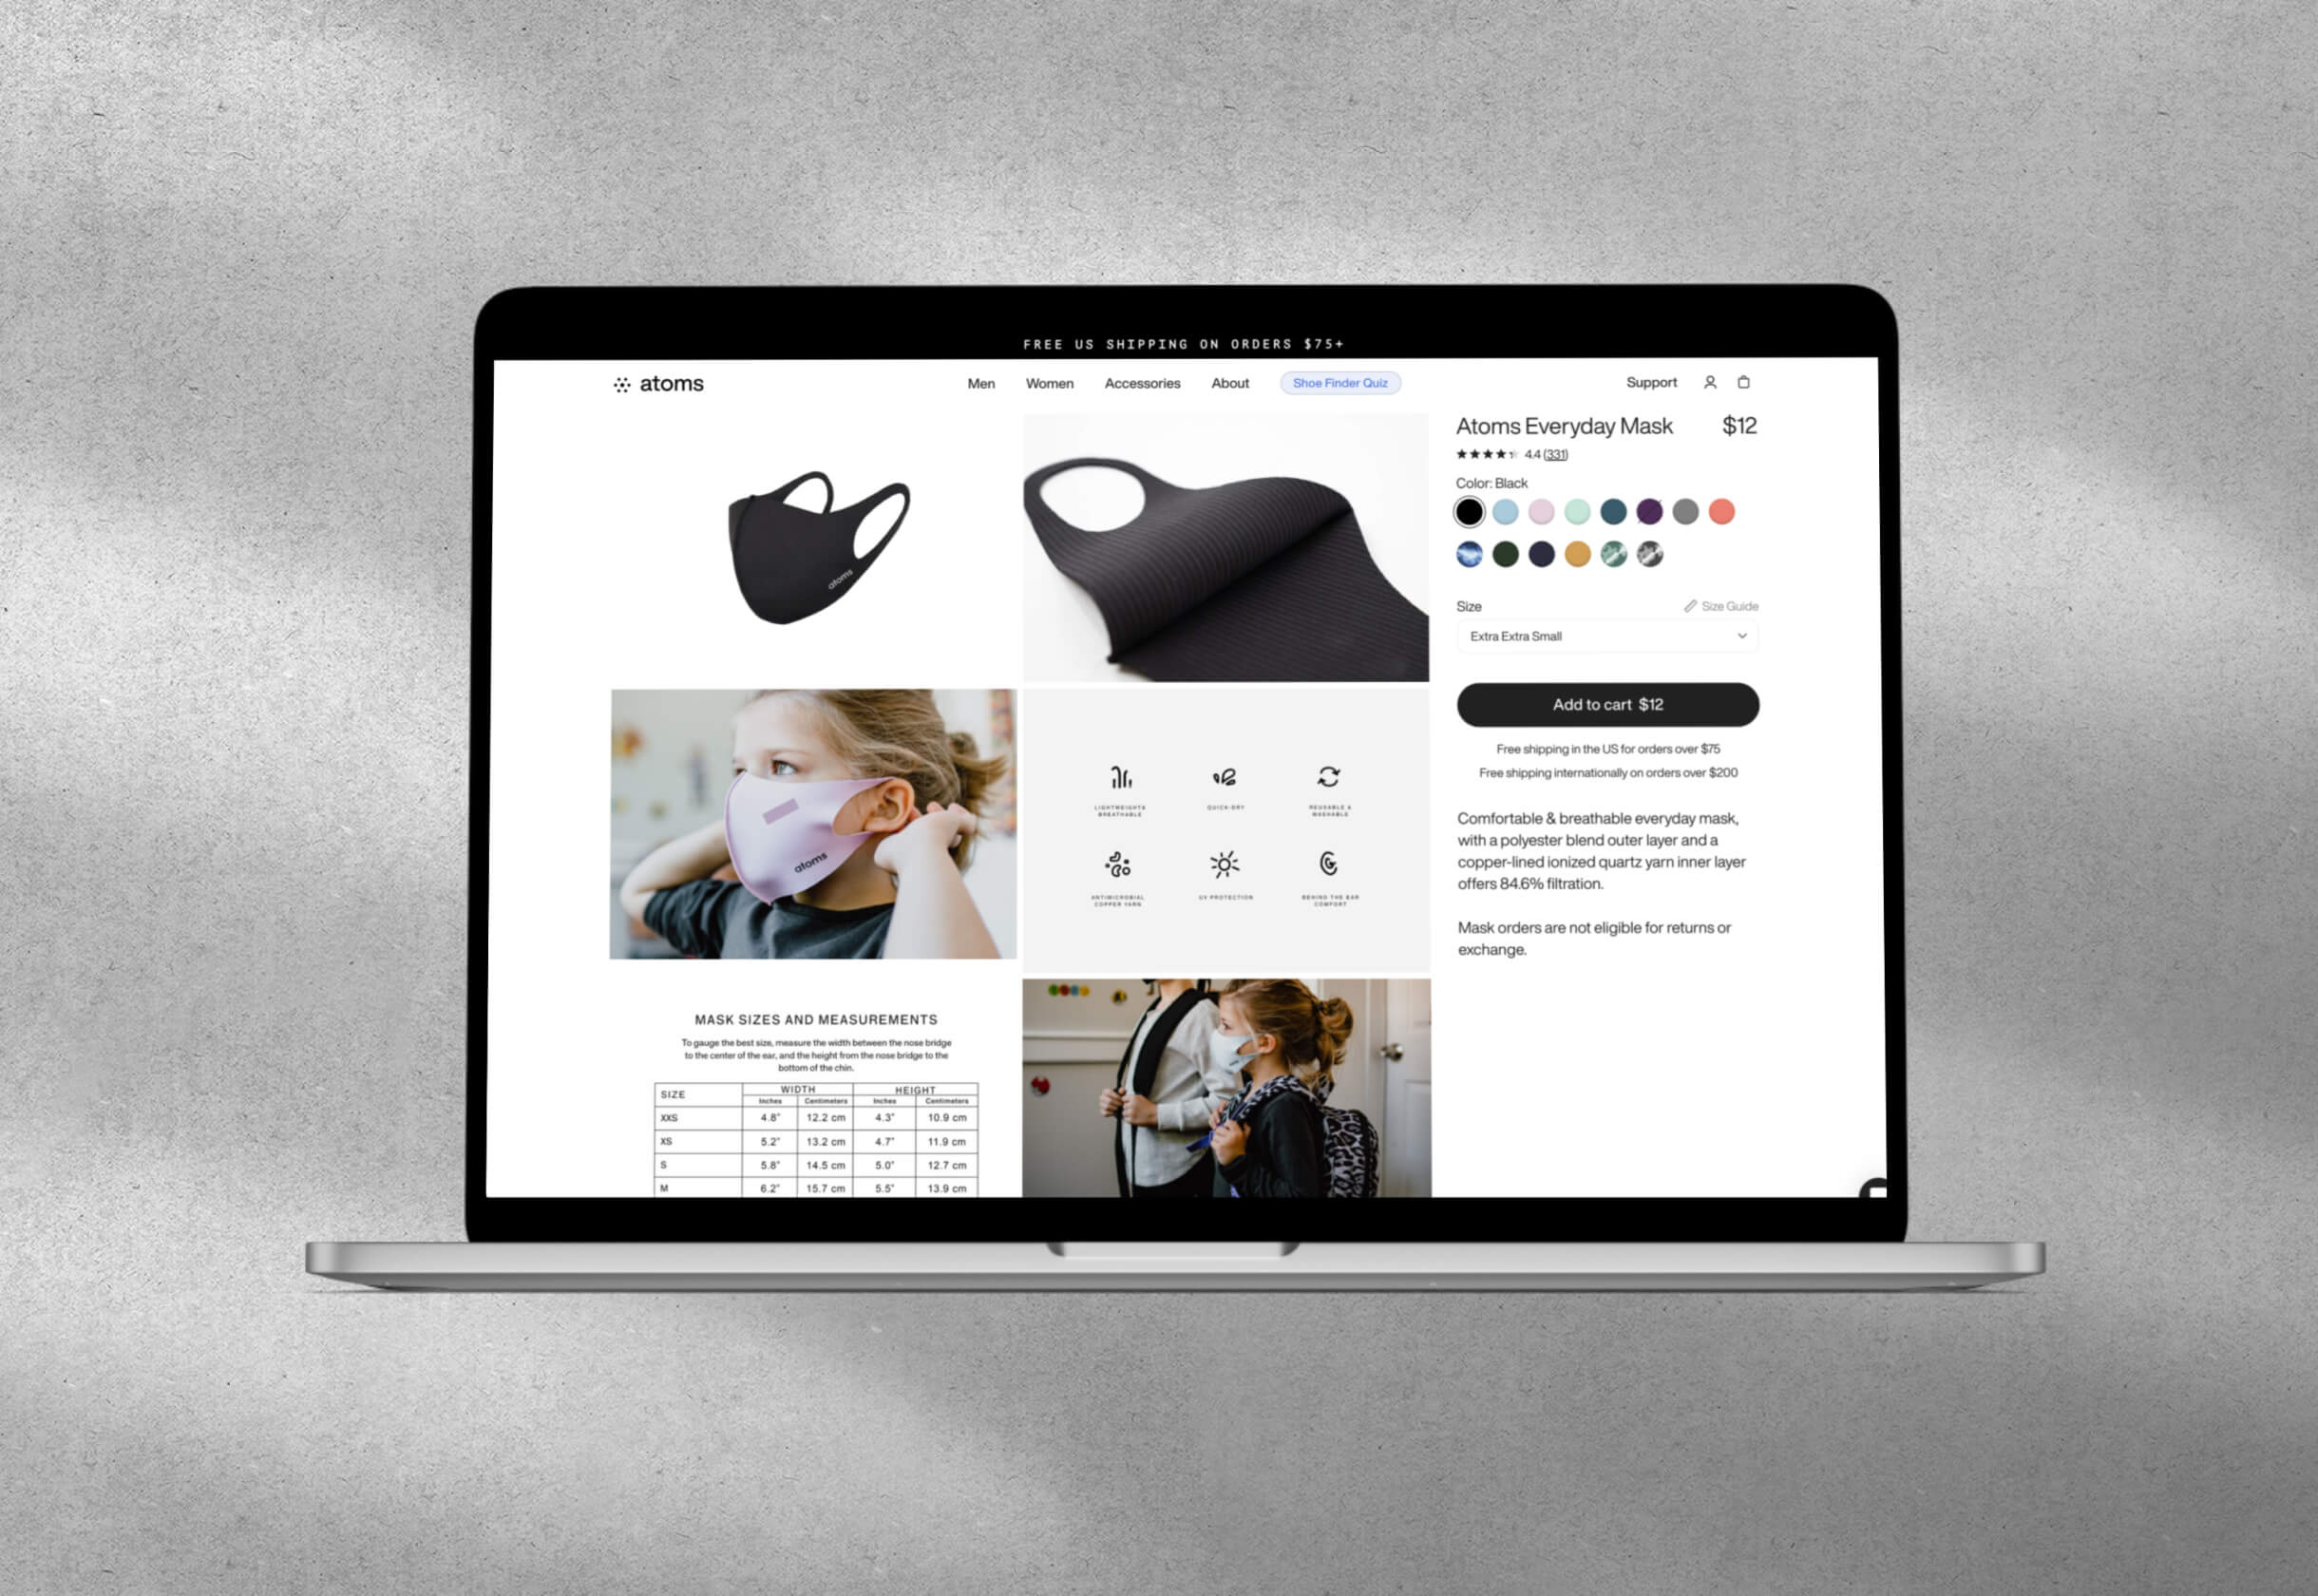 FREE US SHIPPING ON ORDERS $75+
atoms
Men
Women
Accessories
About
Shoe Finder Quiz
Support
atoms
Atoms Everyday Mask
$12
4.4 (331)
Color: Black
Size
Size Guide
Extra Extra Small
Add to cart $12
Free shipping in the US for orders over $75
Free shipping internationally on orders over $200
Comfortable & breathable everyday mask,
with a polyester blend outer layer and a
copper-lined ionized quartz yarn inner layer
offers 84.6% filtration.
Mask orders are not eligible for returns or
exchange.
atoms
LIGHTWEIGHT &
BREATHABLE
QUICK-DRY
REUSABLE &
WASHABLE
ANTIMICROBIAL
COPPER YARN
UV PROTECTION
BEHIND THE EAR
COMFORT
MASK SIZES AND MEASUREMENTS
To gauge the best size, measure the width between the nose bridge
to the center of the ear, and the height from the nose bridge to the
bottom of the chin.
SIZE WIDTH HEIGHT
Inches Centimeters Inches Centimeters
XXS 4.8" 12.2 cm 4.3" 10.9 cm
XS 5.2" 13.2 cm 4.7" 11.9 cm
S 5.8" 14.5 cm 5.0" 12.7 cm
M 6.2" 15.7 cm 5.5" 13.9 cm